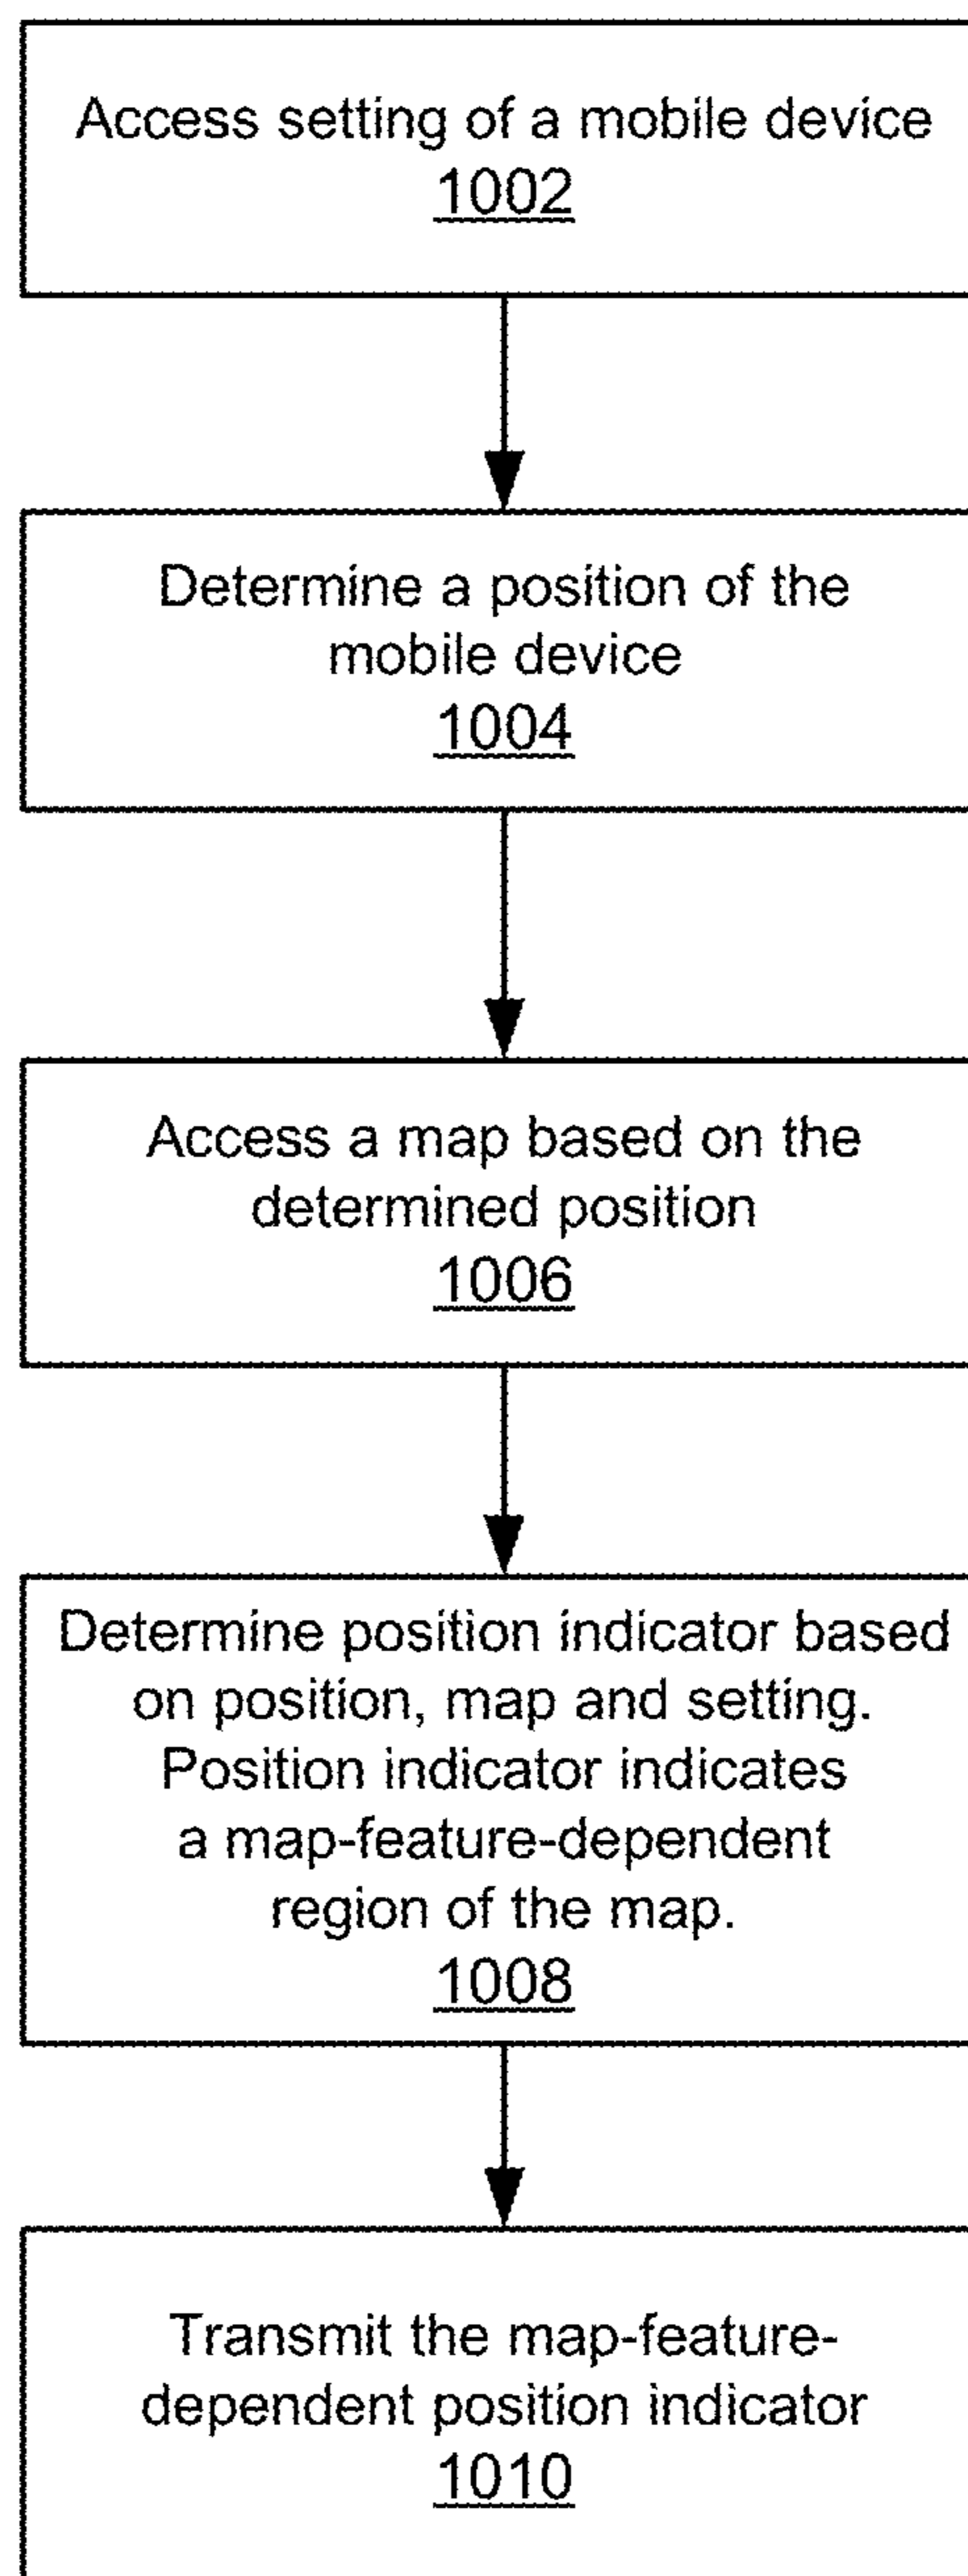 Access setting of a mobile device
1002
Determine a position of the
mobile device
1004
Access a map based on the
determined position
1006
Determine position indicator based
on position, map and setting.
Position indicator indicates
a map-feature-dependent
region of the map.
1008
Transmit the map-feature-
dependent position indicator
1010